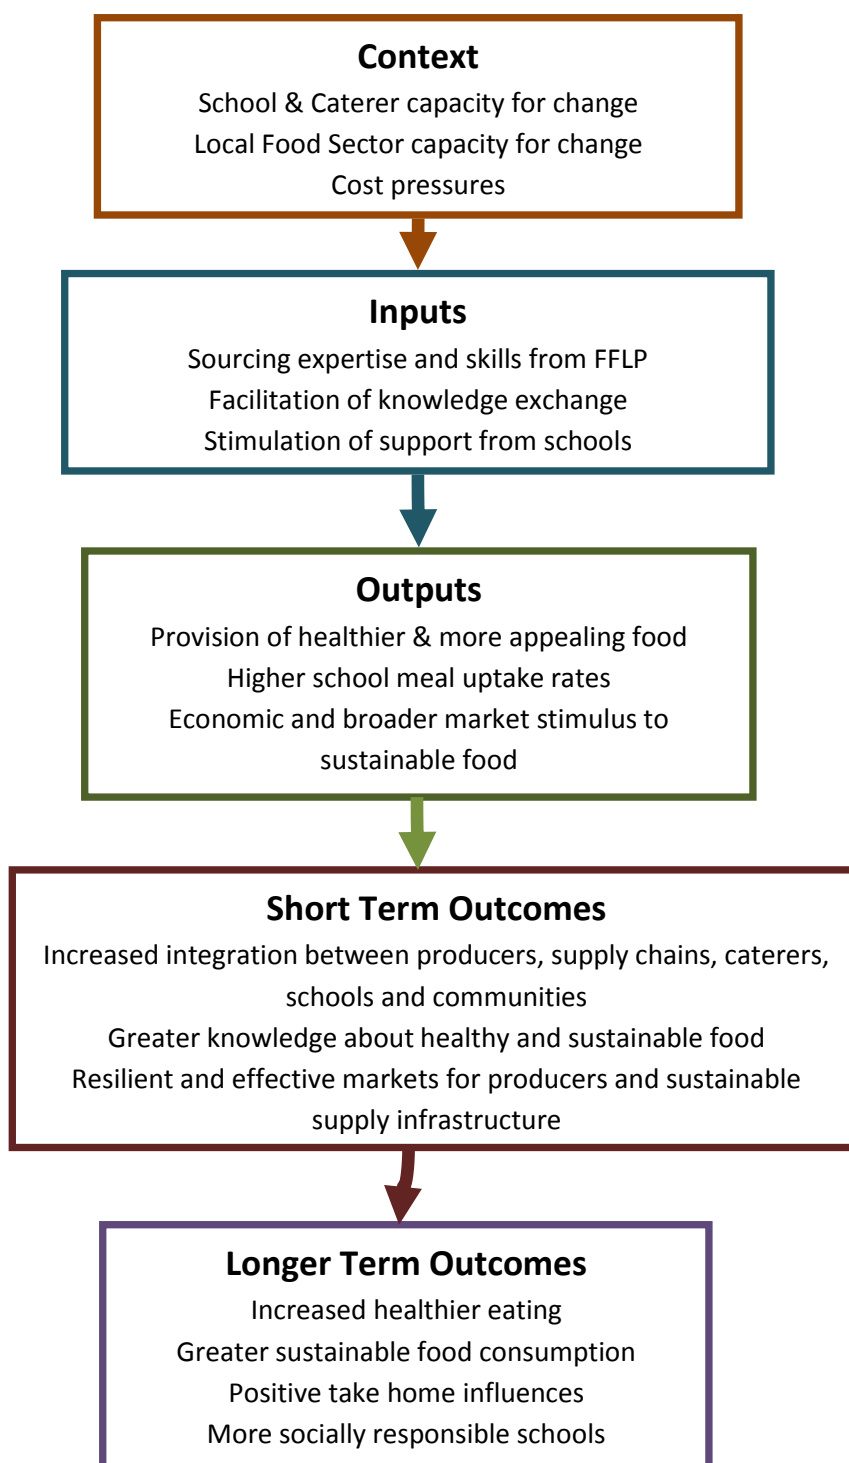 Context
School & Caterer capacity for change
Local Food Sector capacity for change
Cost pressures
Inputs
Sourcing expertise and skills from FFLP
Facilitation of knowledge exchange
Stimulation of support from schools
Outputs
Provision of healthier & more appealing food
Higher school meal uptake rates
Economic and broader market stimulus to
sustainable food
Short Term Outcomes
Increased integration between producers, supply chains, caterers,
schools and communities
Greater knowledge about healthy and sustainable food
Resilient and effective markets for producers and sustainable
supply infrastructure
Longer Term Outcomes
Increased healthier eating
Greater sustainable food consumption
Positive take home influences
More socially responsible schools